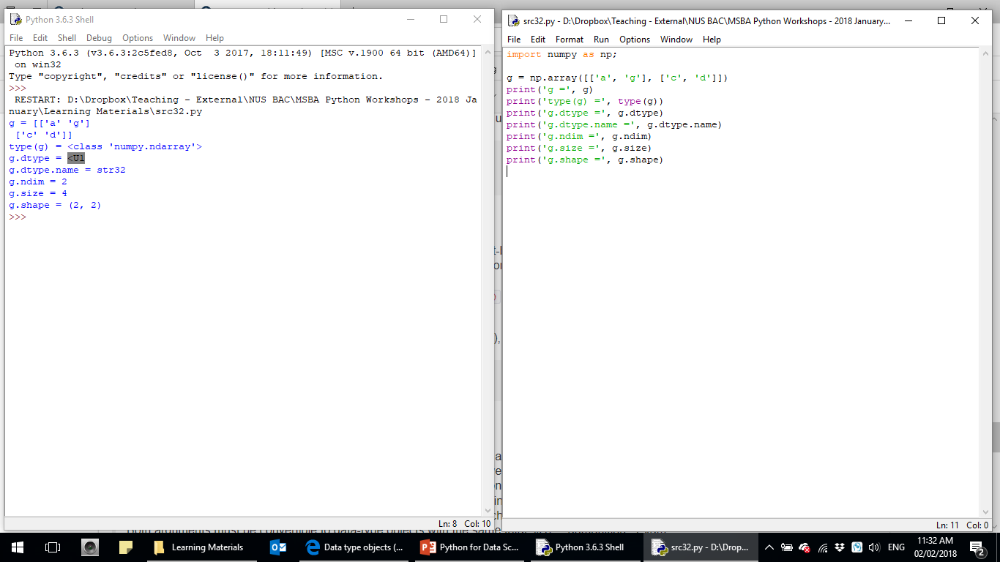 Python 3.6.3 Shell
File Edit Shell Debug Options Window Help
Python 3.6.3 (v3.6.3:2c5fed8, Oct  3 2017, 18:11:49) [MSC v.1900 64 bit (AMD64)]
 on win32
Type "copyright", "credits" or "license()" for more information.
>>>
 RESTART: D:\Dropbox\Teaching - External\NUS BAC\MSBA Python Workshops - 2018 Ja
nuary\Learning Materials\src32.py
g = [['a' 'g']
 ['c' 'd']]
type(g) = <class 'numpy.ndarray'>
g.dtype = <U1
g.dtype.name = str32
g.ndim = 2
g.size = 4
g.shape = (2, 2)
>>>
Ln: 8 Col: 10
src32.py - D:\Dropbox\Teaching - External\NUS BAC\MSBA Python Workshops - 2018 January...
File Edit Format Run Options Window Help
import numpy as np;
g = np.array([['a', 'g'], ['c', 'd']])
print('g =', g)
print('type(g) =', type(g))
print('g.dtype =', g.dtype)
print('g.dtype.name =', g.dtype.name)
print('g.ndim =', g.ndim)
print('g.size =', g.size)
print('g.shape =', g.shape)
Ln: 11 Col: 0
Learning Materials
Data type objects (...
Python for Data Sc...
Python 3.6.3 Shell
src32.py - D:\Drop...
ENG
11:32 AM
02/02/2018
2